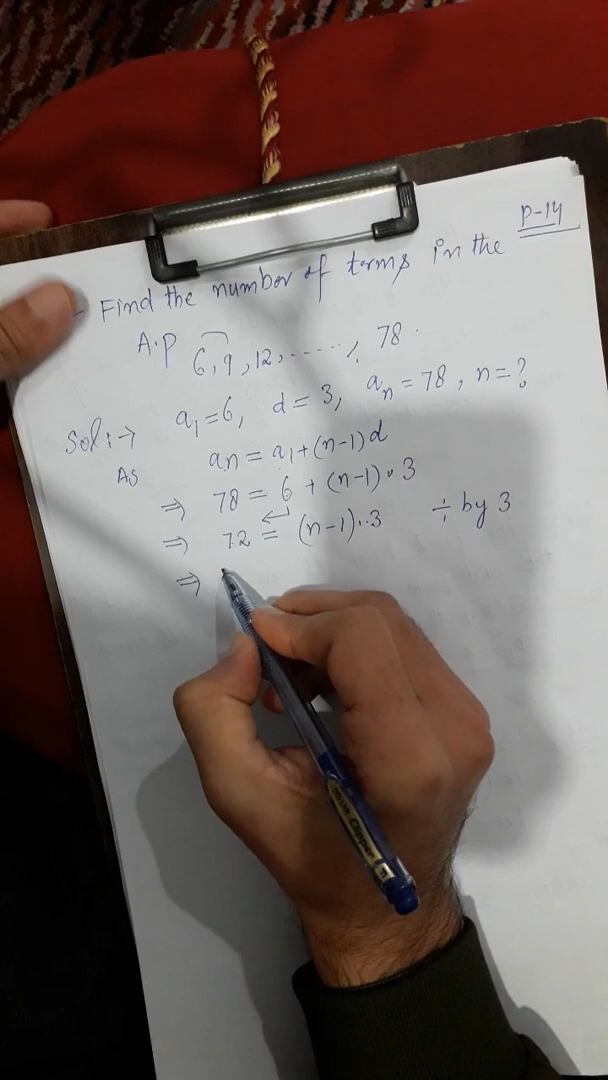 P-14
Find the number of terms in the
A.P 6, 9, 12, ------, 78.
Sol:→ a₁=6, d=3, aₙ=78, n=?
As aₙ = a₁+(n-1)d
⇒ 78 = 6 + (n-1)·3
⇒ 72 = (n-1)·3 ÷ by 3
⇒
Clipper